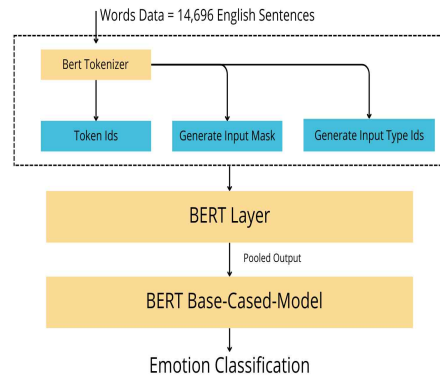 Words Data = 14,696 English Sentences
Bert Tokenizer
Token Ids
Generate Input Mask
Generate Input Type Ids
BERT Layer
Pooled Output
BERT Base-Cased-Model
Emotion Classification